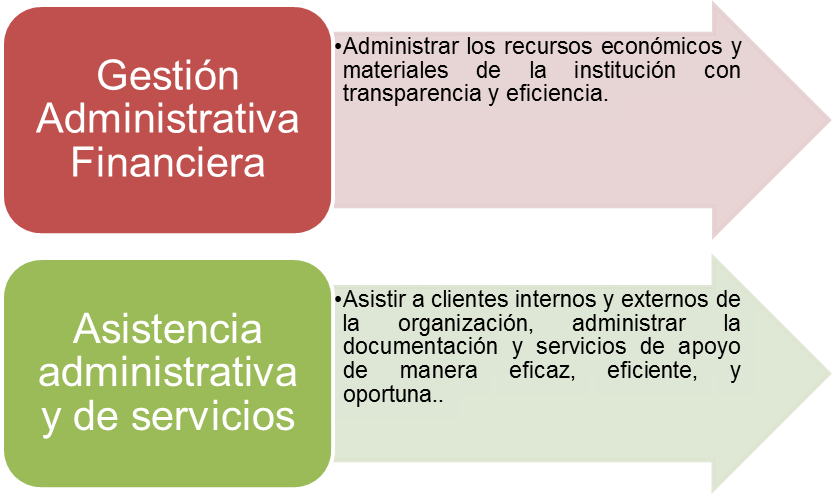 Gestión
Administrativa
Financiera
•Administrar los recursos económicos y
materiales de la institución con
transparencia y eficiencia.
Asistencia
administrativa
y de servicios
•Asistir a clientes internos y externos de
la organización, administrar la
documentación y servicios de apoyo
de manera eficaz, eficiente, y
oportuna..